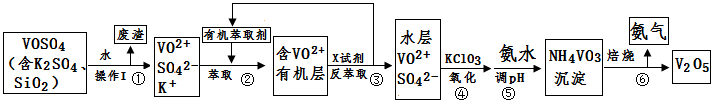 VOSO4
(含K2SO4、
SiO2)
水
操作I
①
废渣
VO²⁺
SO₄²⁻
K⁺
有机萃取剂
萃取
②
含VO²⁺
有机层
X试剂
反萃取
③
水层
VO²⁺
SO₄²⁻
KClO3
氧化
④
氨水
调pH
⑤
NH4VO3
沉淀
焙烧
⑥
氨气
V2O5